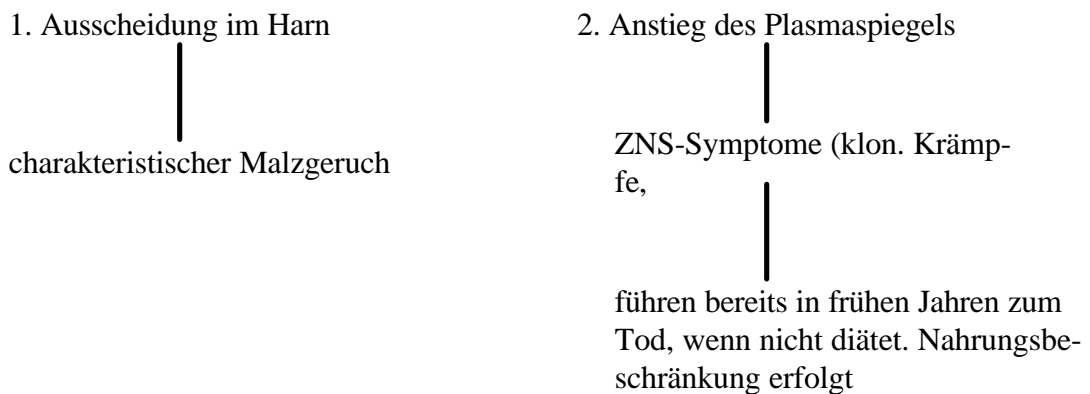 1. Ausscheidung im Harn
charakteristischer Malzgeruch
2. Anstieg des Plasmaspiegels
ZNS-Symptome (klon. Krämp-
fe,
führen bereits in frühen Jahren zum
Tod, wenn nicht diätet. Nahrungsbe-
schränkung erfolgt